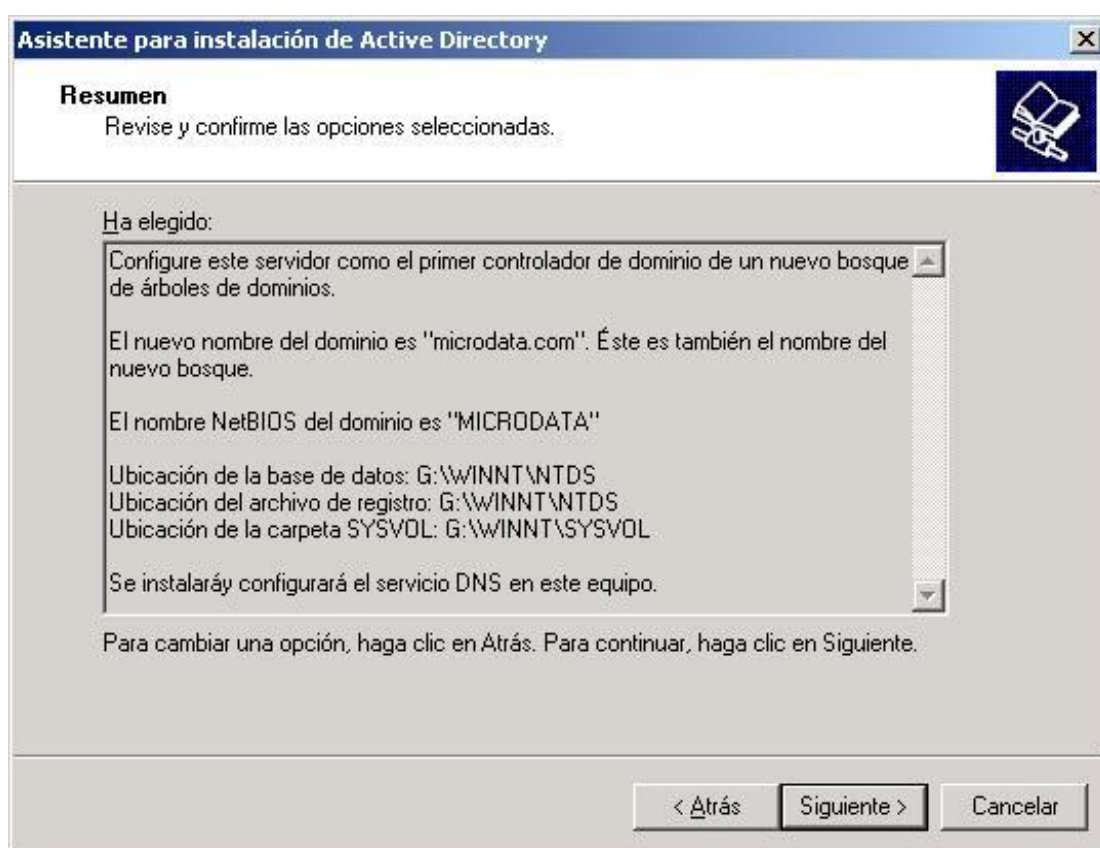 Asistente para instalación de Active Directory
Resumen
Revise y confirme las opciones seleccionadas.
Ha elegido:
Configure este servidor como el primer controlador de dominio de un nuevo bosque
de árboles de dominios.
El nuevo nombre del dominio es "microdata.com". Éste es también el nombre del
nuevo bosque.
El nombre NetBIOS del dominio es "MICRODATA"
Ubicación de la base de datos: G:\WINNT\NTDS
Ubicación del archivo de registro: G:\WINNT\NTDS
Ubicación de la carpeta SYSVOL: G:\WINNT\SYSVOL
Se instalaráy configurará el servicio DNS en este equipo.
Para cambiar una opción, haga clic en Atrás. Para continuar, haga clic en Siguiente.
< Atrás Siguiente > Cancelar